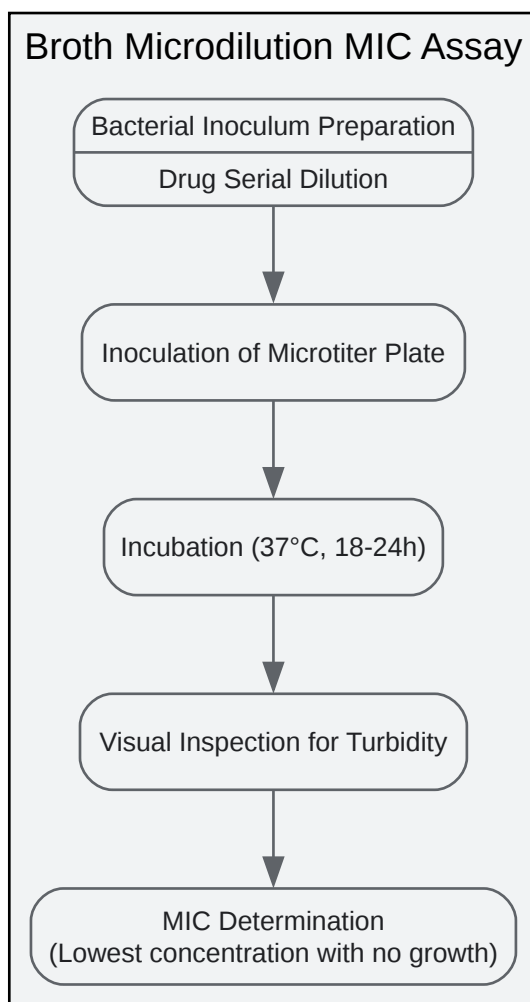 Broth Microdilution MIC Assay
Bacterial Inoculum Preparation
Drug Serial Dilution
Inoculation of Microtiter Plate
Incubation (37°C, 18-24h)
Visual Inspection for Turbidity
MIC Determination
(Lowest concentration with no growth)